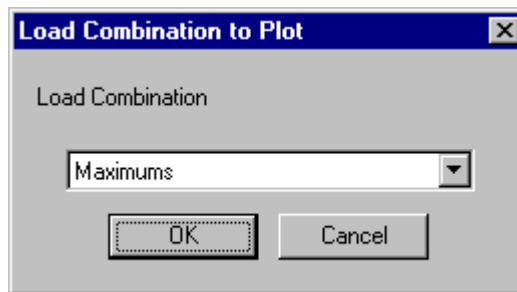 Load Combination to Plot
Load Combination
Maximums
OK
Cancel